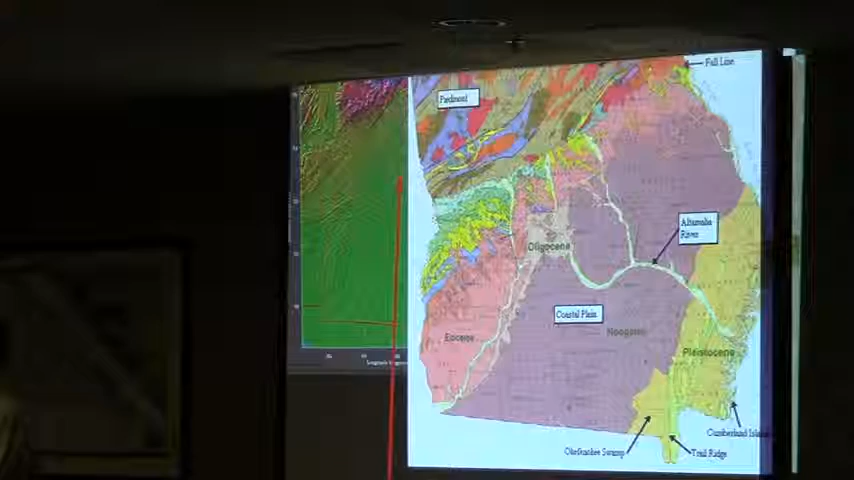 Fall Line
Piedmont
Altamaha
River
Oligocene
Coastal Plain
Neogene
Eocene
Pleistocene
Cumberland Island
Okefenokee Swamp
Trail Ridge